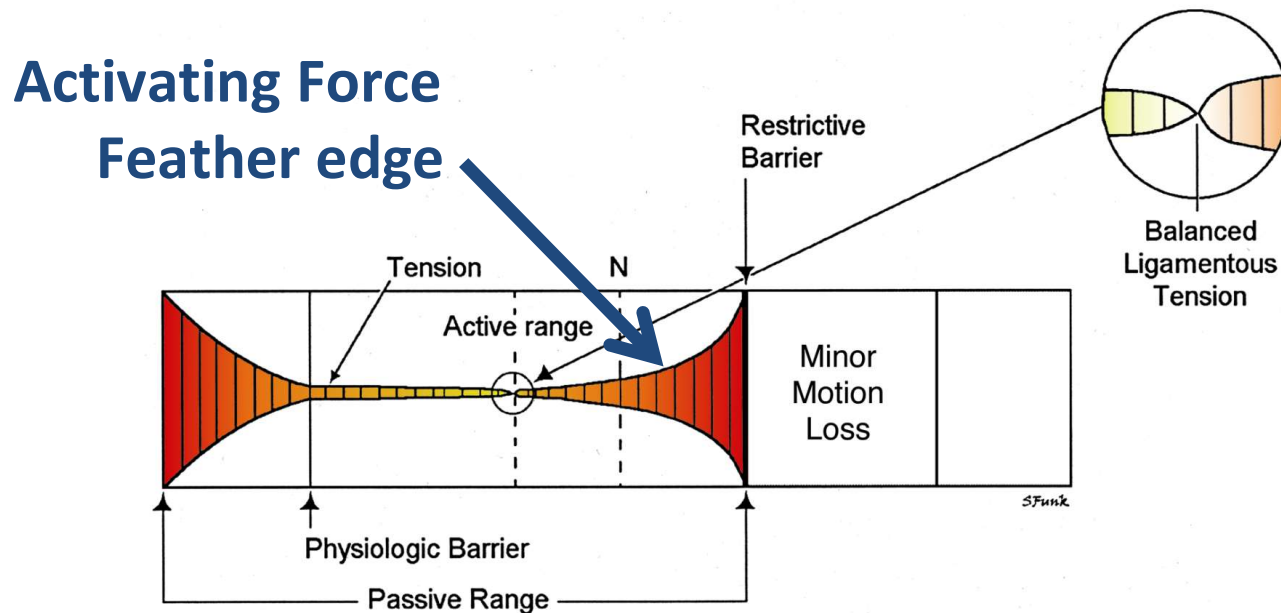 Activating Force
Feather edge
Restrictive
Barrier
Balanced
Ligamentous
Tension
Tension
N
Active range
Minor
Motion
Loss
SFunk
Physiologic Barrier
Passive Range